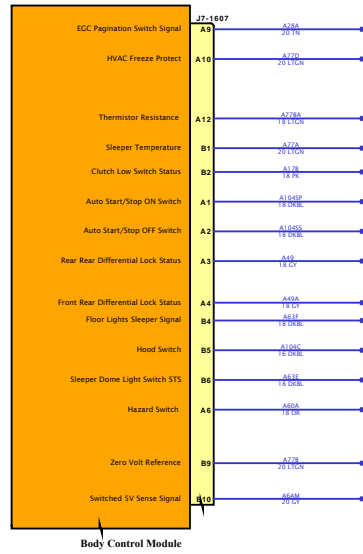 J7-1607
EGC Pagination Switch Signal A9 A28A
20 TN
HVAC Freeze Protect A10 A77D
20 LTGN
Thermistor Resistance A12 A77BA
18 LTGN
Sleeper Temperature B1 A77A
20 LTGN
Clutch Low Switch Status B2 A17B
18 PK
Auto Start/Stop ON Switch A1 A104SP
18 DKBL
Auto Start/Stop OFF Switch A2 A104SS
18 DKBL
Rear Rear Differential Lock Status A3 A49
18 GY
Front Rear Differential Lock Status A4 A49A
18 GY
Floor Lights Sleeper Signal B4 A63F
18 DKBL
Hood Switch B5 A104C
16 DKBL
Sleeper Dome Light Switch STS B6 A63E
18 DKBL
Hazard Switch A6 A60A
18 OR
Zero Volt Reference B9 A77B
20 LTGN
Switched 5V Sense Signal B10 A6AM
20 GY
Body Control Module